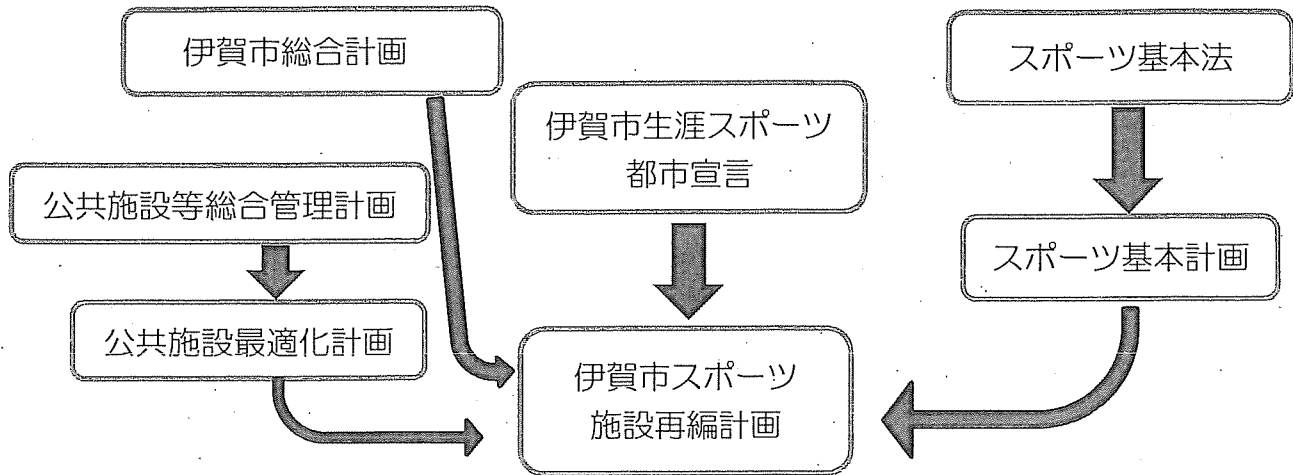 伊賀市総合計画
スポーツ基本法
伊賀市生涯スポーツ
都市宣言
公共施設等総合管理計画
スポーツ基本計画
公共施設最適化計画
伊賀市スポーツ
施設再編計画